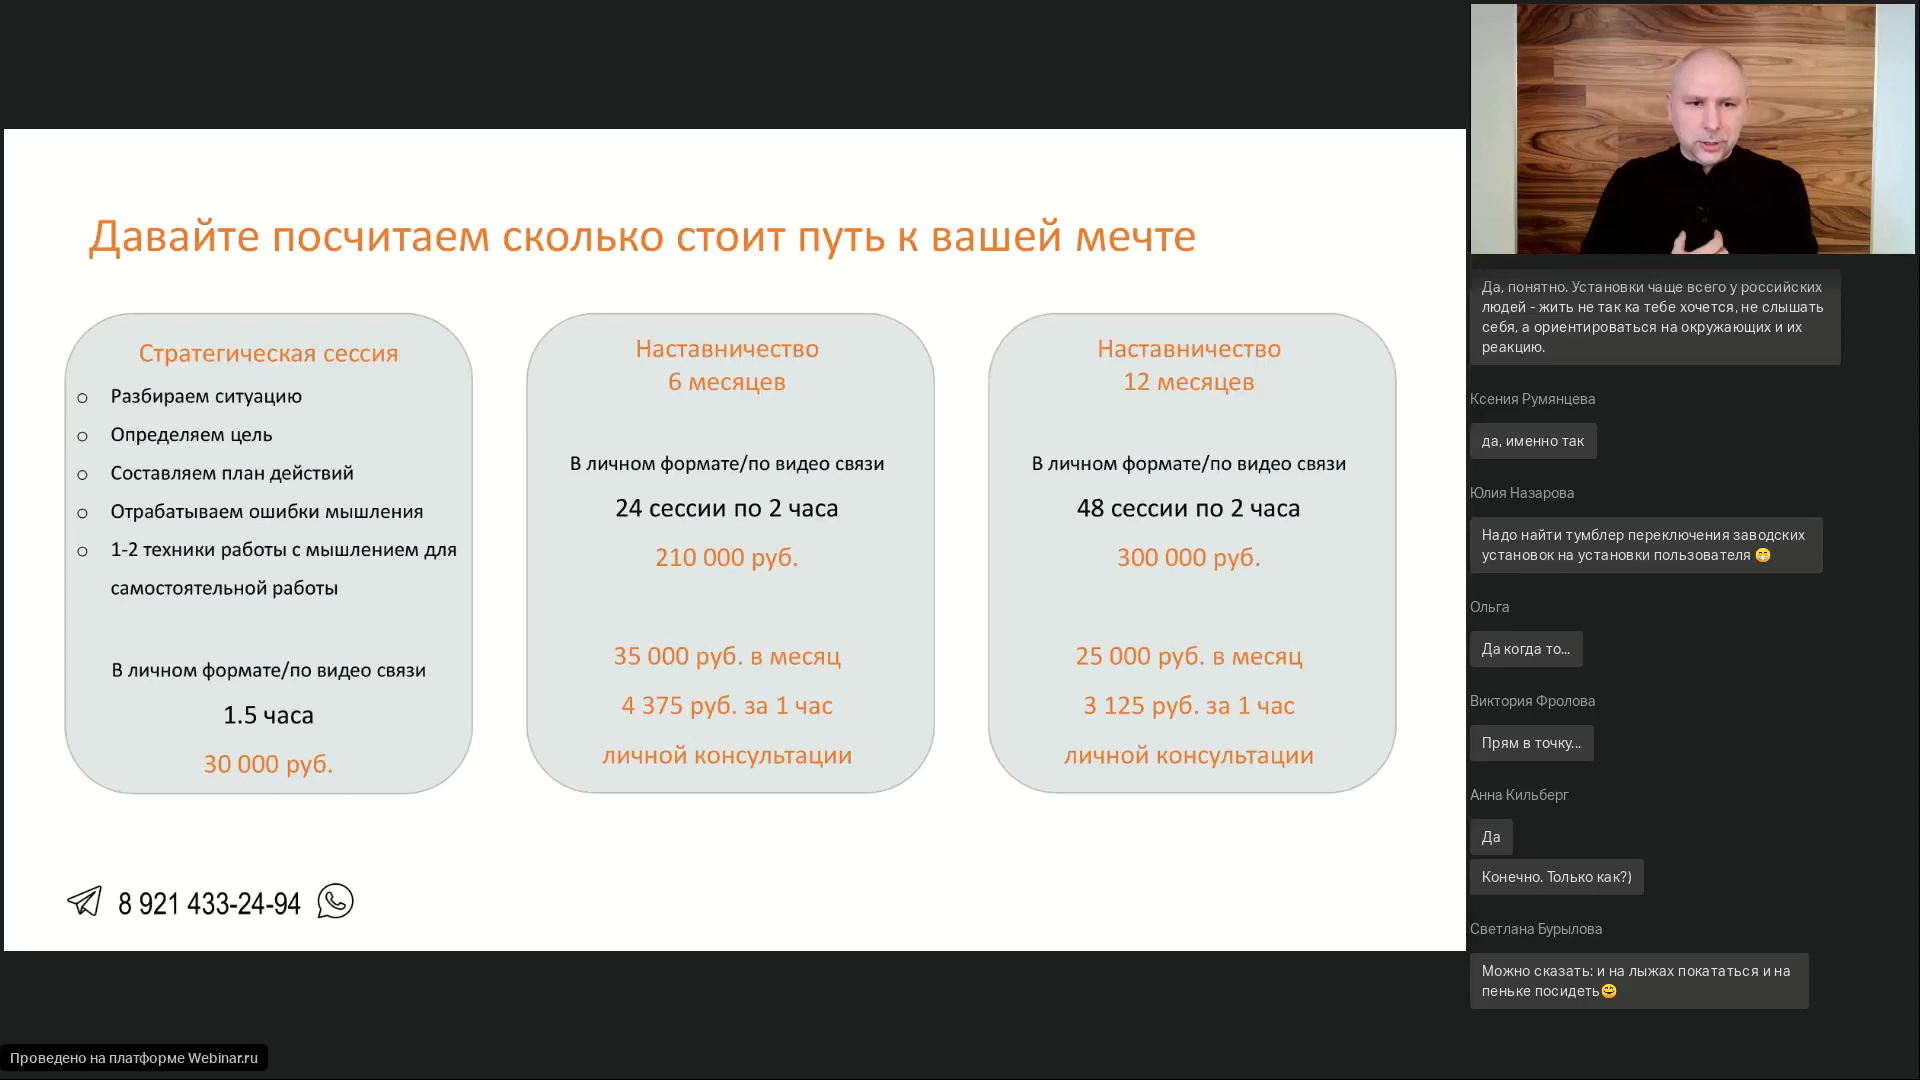 Давайте посчитаем сколько стоит путь к вашей мечте
Стратегическая сессия
o Разбираем ситуацию
o Определяем цель
o Составляем план действий
o Отрабатываем ошибки мышления
o 1-2 техники работы с мышлением для
самостоятельной работы
В личном формате/по видео связи
1.5 часа
30 000 руб.
Наставничество
6 месяцев
В личном формате/по видео связи
24 сессии по 2 часа
210 000 руб.
35 000 руб. в месяц
4 375 руб. за 1 час
личной консультации
Наставничество
12 месяцев
В личном формате/по видео связи
48 сессии по 2 часа
300 000 руб.
25 000 руб. в месяц
3 125 руб. за 1 час
личной консультации
8 921 433-24-94
Да, понятно. Установки чаще всего у российских
людей - жить не так ка тебе хочется, не слышать
себя, а ориентироваться на окружающих и их
реакцию.
Ксения Румянцева
да, именно так
Юлия Назарова
Надо найти тумблер переключения заводских
установок на установки пользователя 😁
Ольга
Да когда то...
Виктория Фролова
Прям в точку...
Анна Кильберг
Да
Конечно. Только как?)
Светлана Бурылова
Можно сказать: и на лыжах покататься и на
пеньке посидеть😄
Проведено на платформе Webinar.ru